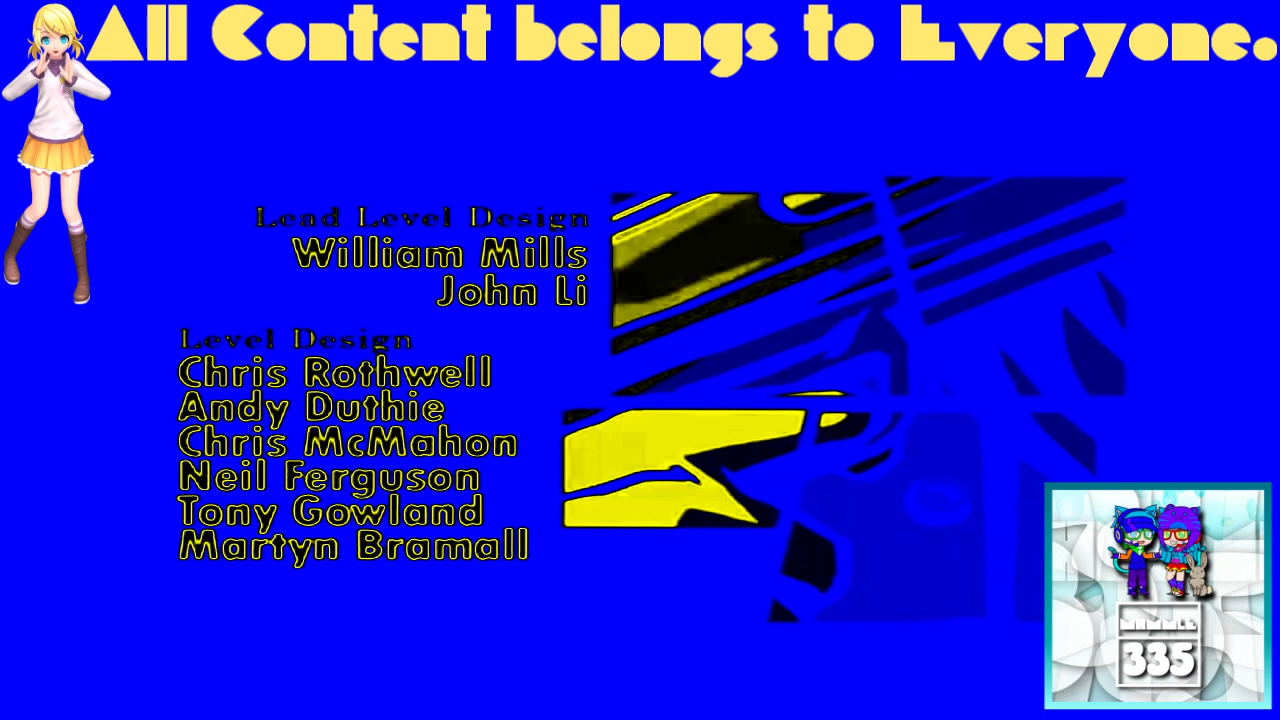 All Content belongs to Everyone.
Lead Level Design
William Mills
John Li
Level Design
Chris Rothwell
Andy Duthie
Chris McMahon
Neil Ferguson
Tony Gowland
Martyn Bramall
335